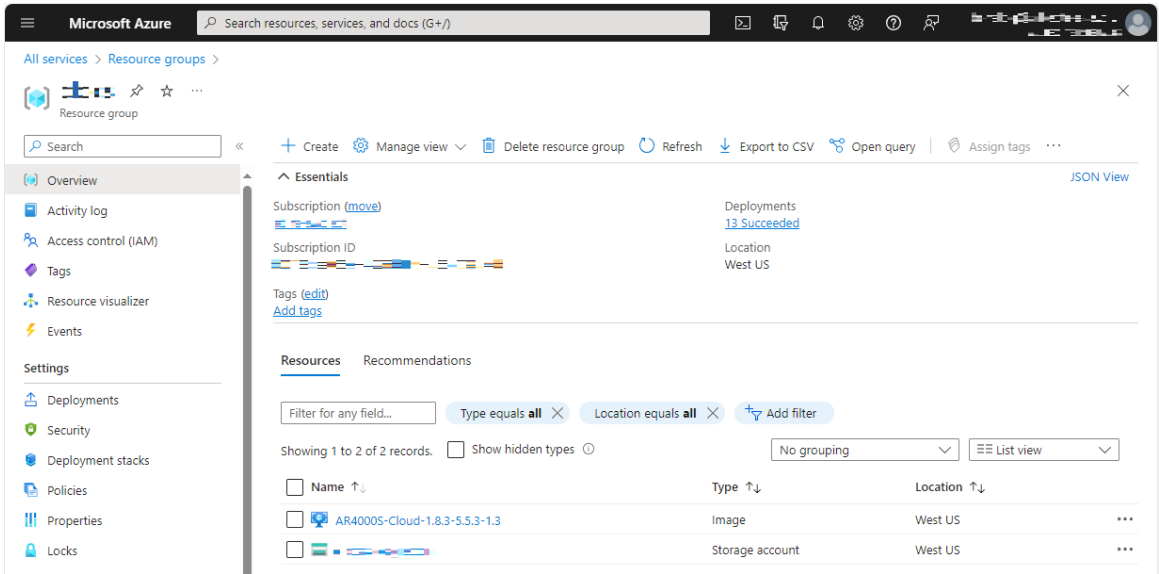 Microsoft Azure
Search resources, services, and docs (G+/)
All services > Resource groups >
Resource group
Search
«
Create
Manage view
Delete resource group
Refresh
Export to CSV
Open query
Assign tags
...
Overview
Activity log
Access control (IAM)
Tags
Resource visualizer
Events
Settings
Deployments
Security
Deployment stacks
Policies
Properties
Locks
Essentials
JSON View
Subscription (move)
Deployments
13 Succeeded
Subscription ID
Location
West US
Tags (edit)
Add tags
Resources
Recommendations
Filter for any field...
Type equals all
Location equals all
Add filter
Showing 1 to 2 of 2 records.
Show hidden types
No grouping
List view
Name ↑↓
Type ↑↓
Location ↑↓
AR4000S-Cloud-1.8.3-5.5.3-1.3
Image
West US
Storage account
West US